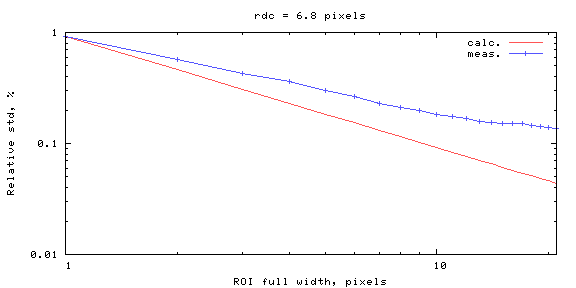 rdc = 6.8 pixels
1
calc.
meas.
Relative std, %
0.1
0.01
1
10
ROI full width, pixels